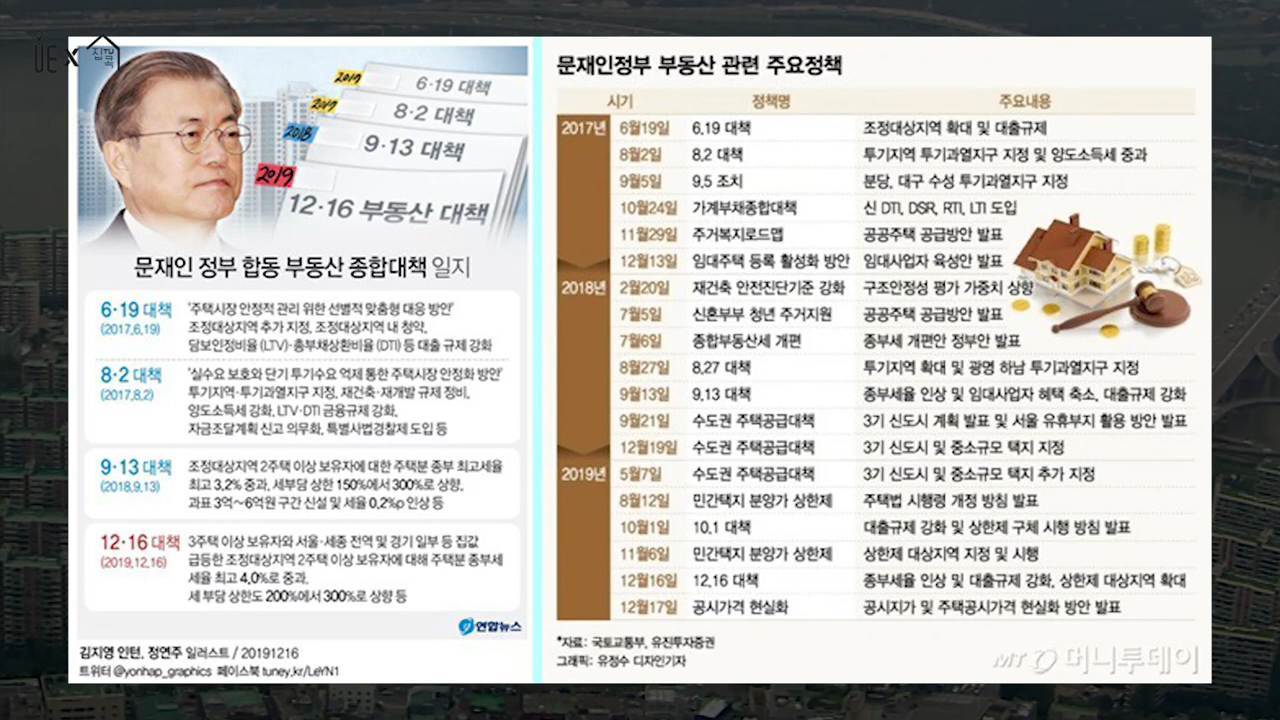 UE X 집터뷰
2017 6·19 대책
2017 8·2 대책
2018 9·13 대책
2019 12·16 부동산 대책
문재인 정부 합동 부동산 종합대책 일지
6·19 대책
(2017.6.19)
'주택시장 안정적 관리 위한 선별적 맞춤형 대응 방안'
조정대상지역 추가 지정, 조정대상지역 내 청약,
담보인정비율 (LTV)·총부채상환비율 (DTI) 등 대출 규제 강화
8·2 대책
(2017.8.2)
'실수요 보호와 단기 투기수요 억제 통한 주택시장 안정화 방안'
투기지역·투기과열지구 지정, 재건축·재개발 규제 정비,
양도소득세 강화, LTV·DTI 금융규제 강화,
자금조달계획 신고 의무화, 특별사법경찰제 도입 등
9·13 대책
(2018.9.13)
조정대상지역 2주택 이상 보유자에 대한 주택분 종부 최고세율
최고 3.2% 중과, 세부담 상한 150%에서 300%로 상향,
과표 3억~6억원 구간 신설 및 세율 0.2%p 인상 등
12·16 대책
(2019.12.16)
3주택 이상 보유자와 서울·세종 전역 및 경기 일부 등 집값
급등한 조정대상지역 2주택 이상 보유자에 대해 주택분 종부세
세율 최고 4.0%로 중과,
세 부담 상한도 200%에서 300%로 상향 등
연합뉴스
김지영 인턴, 정연주 일러스트 / 20191216
트위터 @yonhap_graphics 페이스북 tuney.kr/LeYN1
문재인정부 부동산 관련 주요정책
시기 정책명 주요내용
2017년 6월19일 6.19 대책 조정대상지역 확대 및 대출규제
8월2일 8.2 대책 투기지역 투기과열지구 지정 및 양도소득세 중과
9월5일 9.5 조치 분당, 대구 수성 투기과열지구 지정
10월24일 가계부채종합대책 신 DTI, DSR, RTI, LTI 도입
11월29일 주거복지로드맵 공공주택 공급방안 발표
12월13일 임대주택 등록 활성화 방안 임대사업자 육성안 발표
2018년 2월20일 재건축 안전진단기준 강화 구조안정성 평가 가중치 상향
7월5일 신혼부부 청년 주거지원 공공주택 공급방안 발표
7월6일 종합부동산세 개편 종부세 개편안 정부안 발표
8월27일 8.27 대책 투기지역 확대 및 광명 하남 투기과열지구 지정
9월13일 9.13 대책 종부세율 인상 및 임대사업자 혜택 축소, 대출규제 강화
9월21일 수도권 주택공급대책 3기 신도시 계획 발표 및 서울 유휴부지 활용 방안 발표
12월19일 수도권 주택공급대책 3기 신도시 및 중소규모 택지 지정
2019년 5월7일 수도권 주택공급대책 3기 신도시 및 중소규모 택지 추가 지정
8월12일 민간택지 분양가 상한제 주택법 시행령 개정 방침 발표
10월1일 10.1 대책 대출규제 강화 및 상한제 구체 시행 방침 발표
11월6일 민간택지 분양가 상한제 상한제 대상지역 지정 및 시행
12월16일 12.16 대책 종부세율 인상 및 대출규제 강화, 상한제 대상지역 확대
12월17일 공시가격 현실화 공시지가 및 주택공시가격 현실화 방안 발표
*자료: 국토교통부, 유진투자증권
그래픽: 유정수 디자인기자
MT 머니투데이